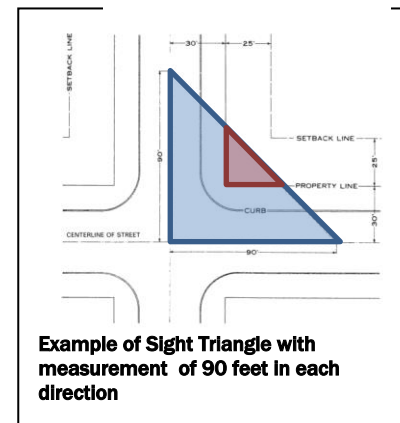 30'
25'
SETBACK LINE
SETBACK LINE
90'
25'
PROPERTY LINE
CURB
30'
CENTERLINE OF STREET
90'
Example of Sight Triangle with
measurement of 90 feet in each
direction